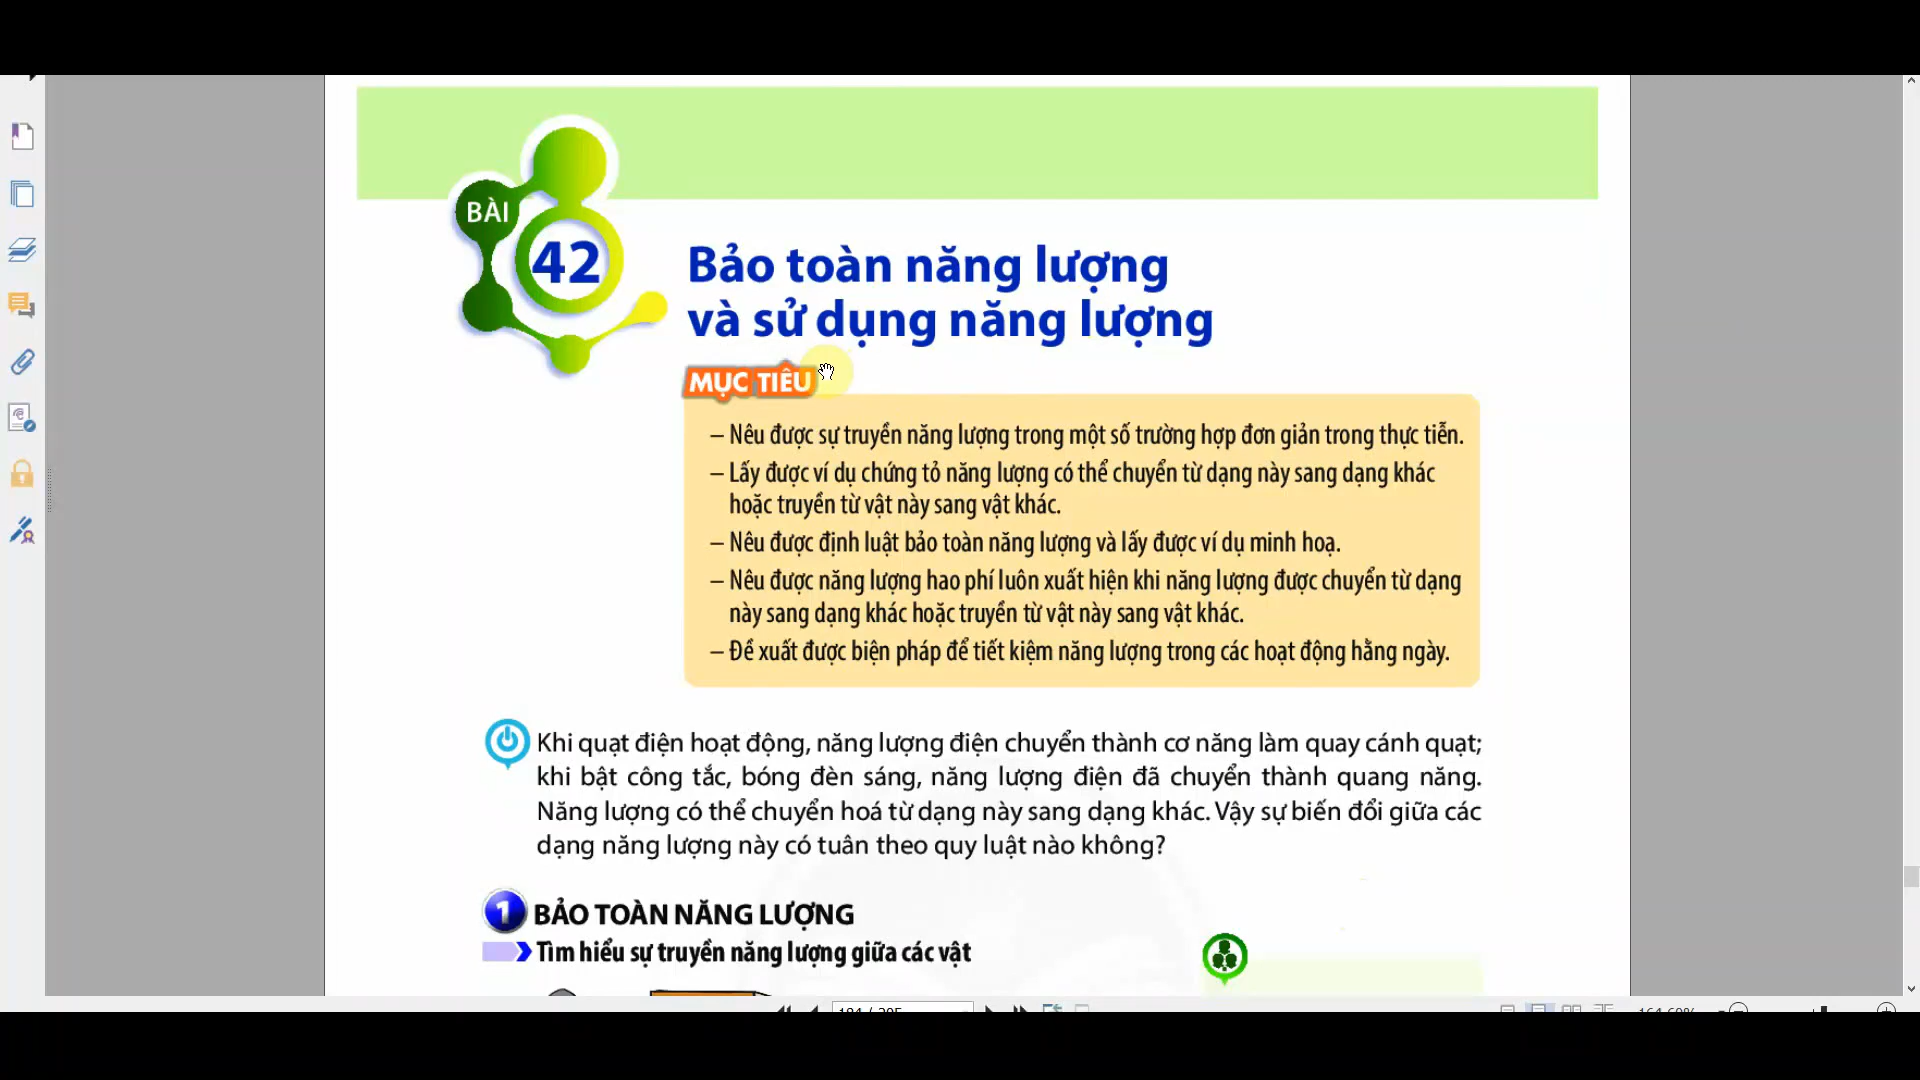 BÀI
42
Bảo toàn năng lượng
và sử dụng năng lượng
MỤC TIÊU
– Nêu được sự truyền năng lượng trong một số trường hợp đơn giản trong thực tiễn.
– Lấy được ví dụ chứng tỏ năng lượng có thể chuyển từ dạng này sang dạng khác
hoặc truyền từ vật này sang vật khác.
– Nêu được định luật bảo toàn năng lượng và lấy được ví dụ minh hoạ.
– Nêu được năng lượng hao phí luôn xuất hiện khi năng lượng được chuyển từ dạng
này sang dạng khác hoặc truyền từ vật này sang vật khác.
– Đề xuất được biện pháp để tiết kiệm năng lượng trong các hoạt động hằng ngày.
Khi quạt điện hoạt động, năng lượng điện chuyển thành cơ năng làm quay cánh quạt;
khi bật công tắc, bóng đèn sáng, năng lượng điện đã chuyển thành quang năng.
Năng lượng có thể chuyển hoá từ dạng này sang dạng khác. Vậy sự biến đổi giữa các
dạng năng lượng này có tuân theo quy luật nào không?
1 BẢO TOÀN NĂNG LƯỢNG
Tìm hiểu sự truyền năng lượng giữa các vật